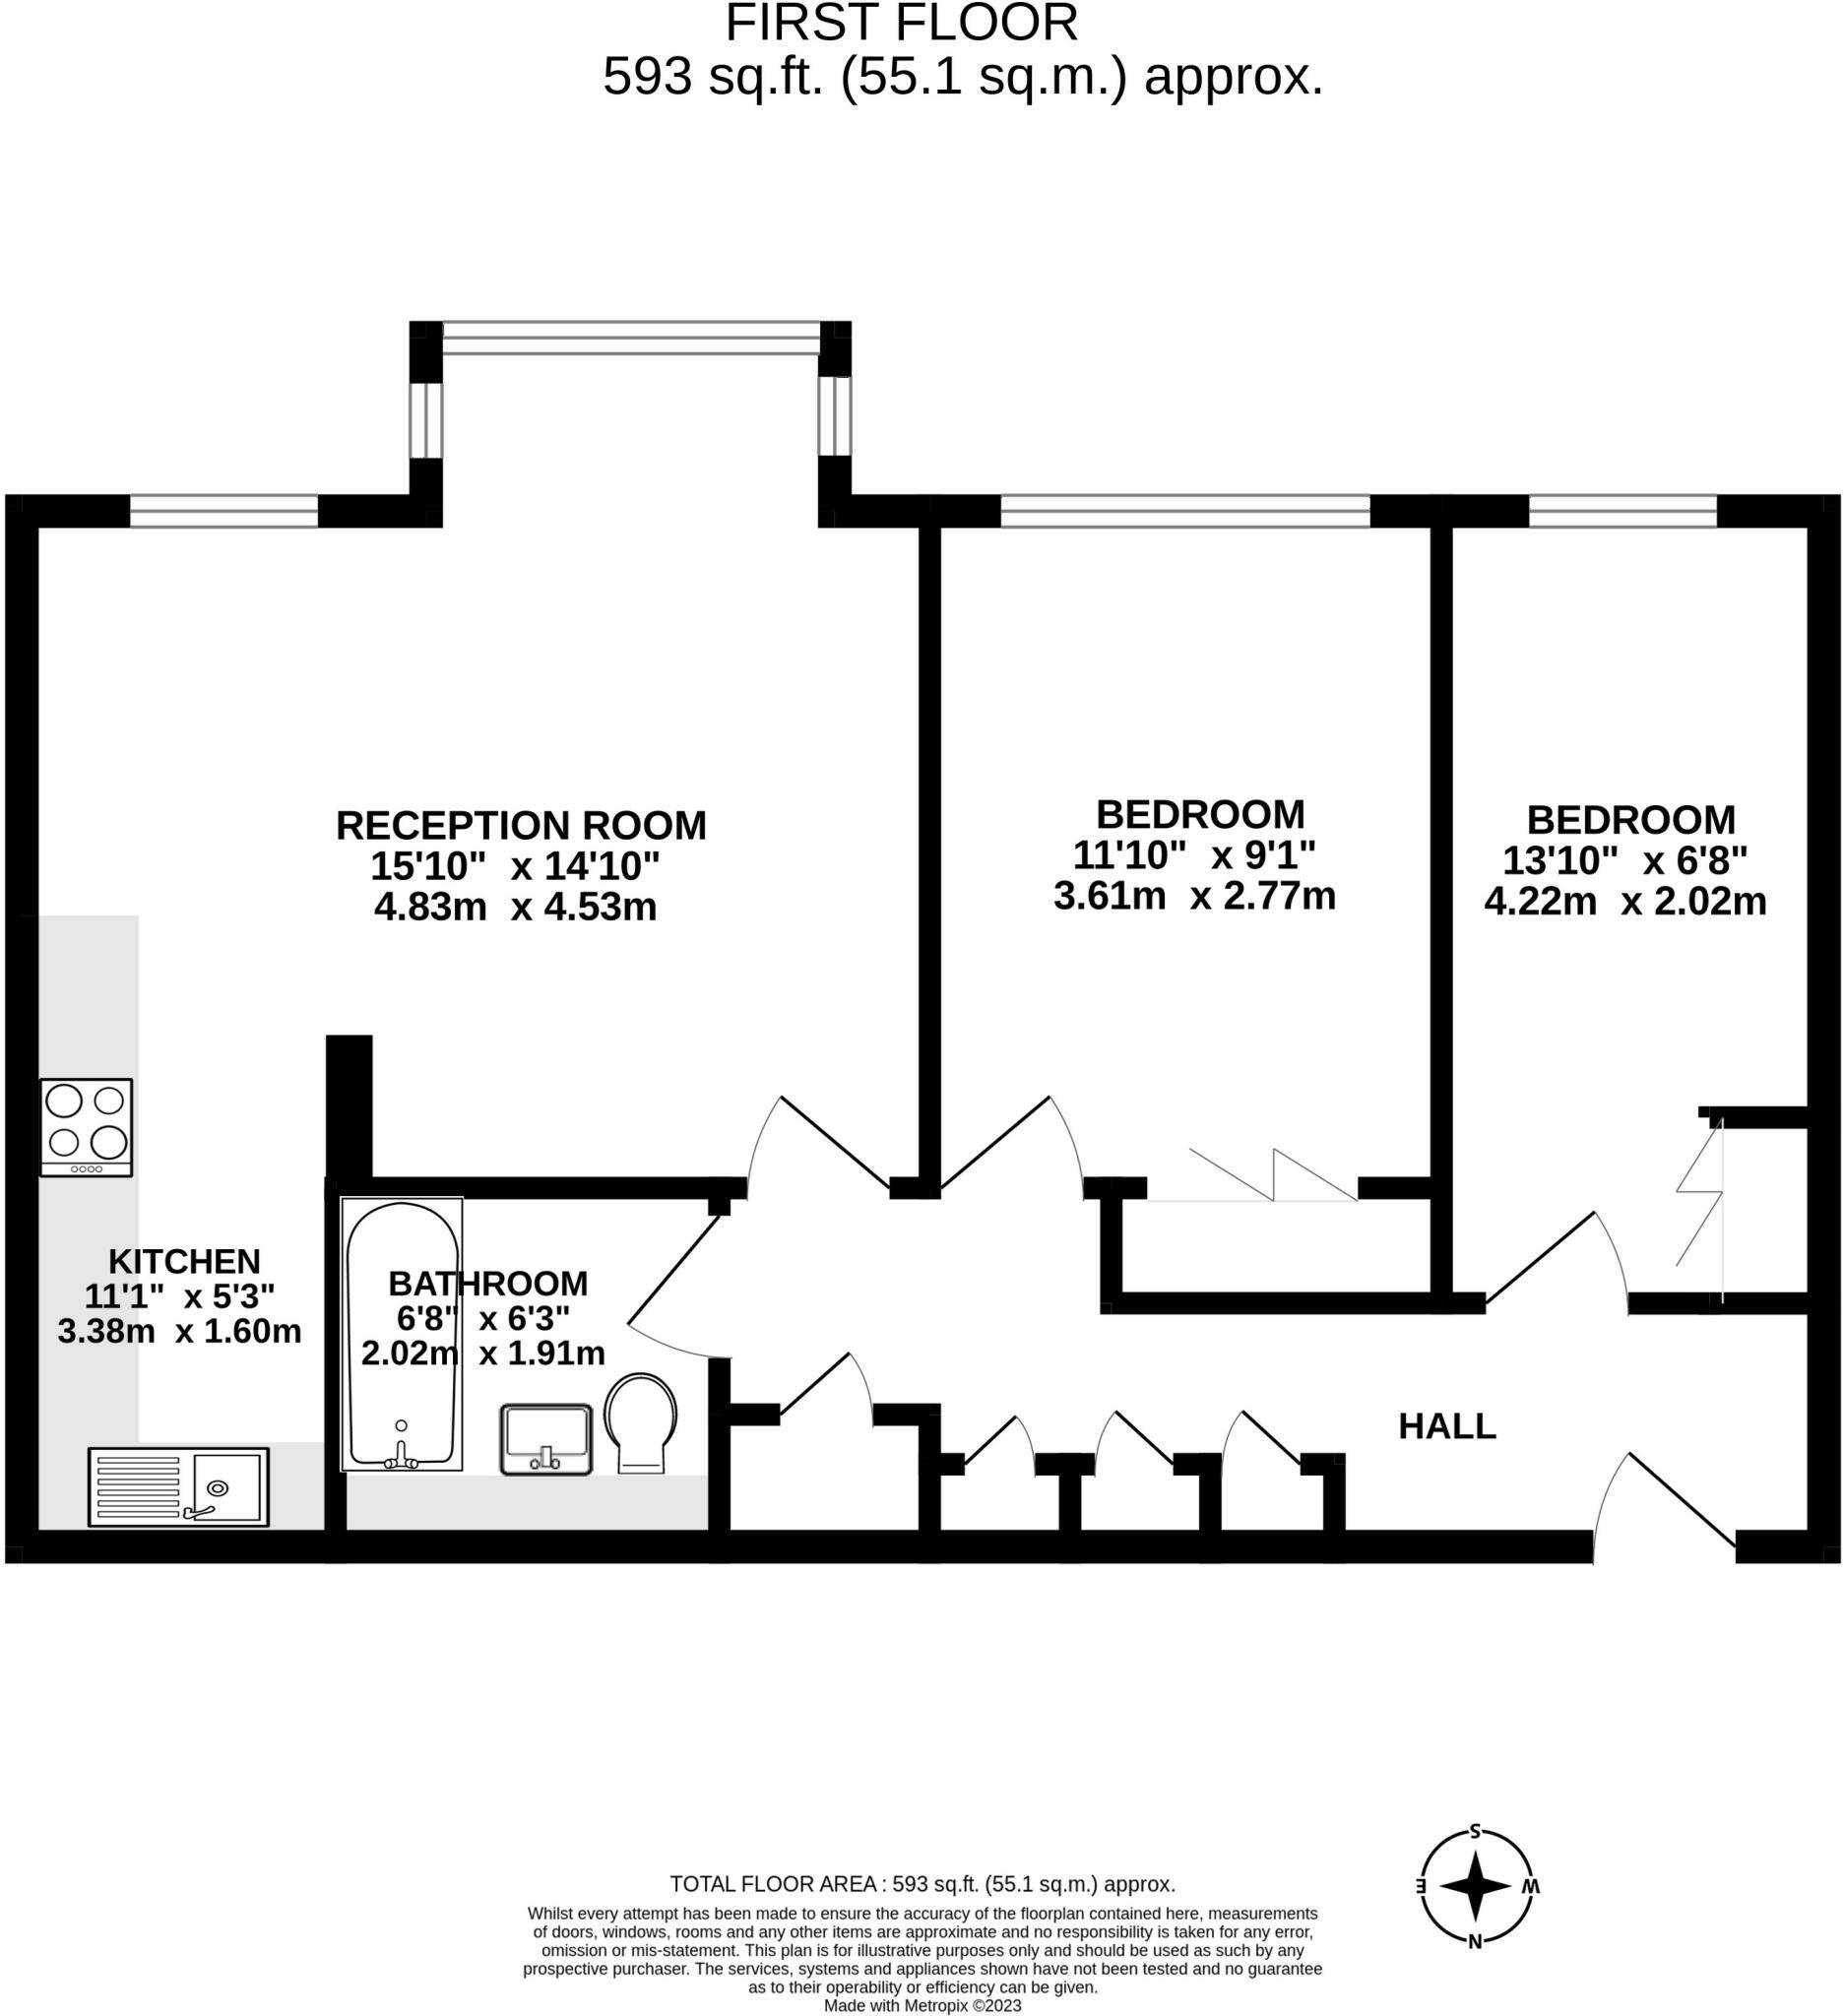 FIRST FLOOR
593 sq.ft. (55.1 sq.m.) approx.
RECEPTION ROOM
15'10" x 14'10"
4.83m x 4.53m
BEDROOM
11'10" x 9'1"
3.61m x 2.77m
BEDROOM
13'10" x 6'8"
4.22m x 2.02m
KITCHEN
11'1" x 5'3"
3.38m x 1.60m
BATHROOM
6'8" x 6'3"
2.02m x 1.91m
HALL
S
E
W
N
TOTAL FLOOR AREA : 593 sq.ft. (55.1 sq.m.) approx.
Whilst every attempt has been made to ensure the accuracy of the floorplan contained here, measurements
of doors, windows, rooms and any other items are approximate and no responsibility is taken for any error,
omission or mis-statement. This plan is for illustrative purposes only and should be used as such by any
prospective purchaser. The services, systems and appliances shown have not been tested and no guarantee
as to their operability or efficiency can be given.
Made with Metropix ©2023